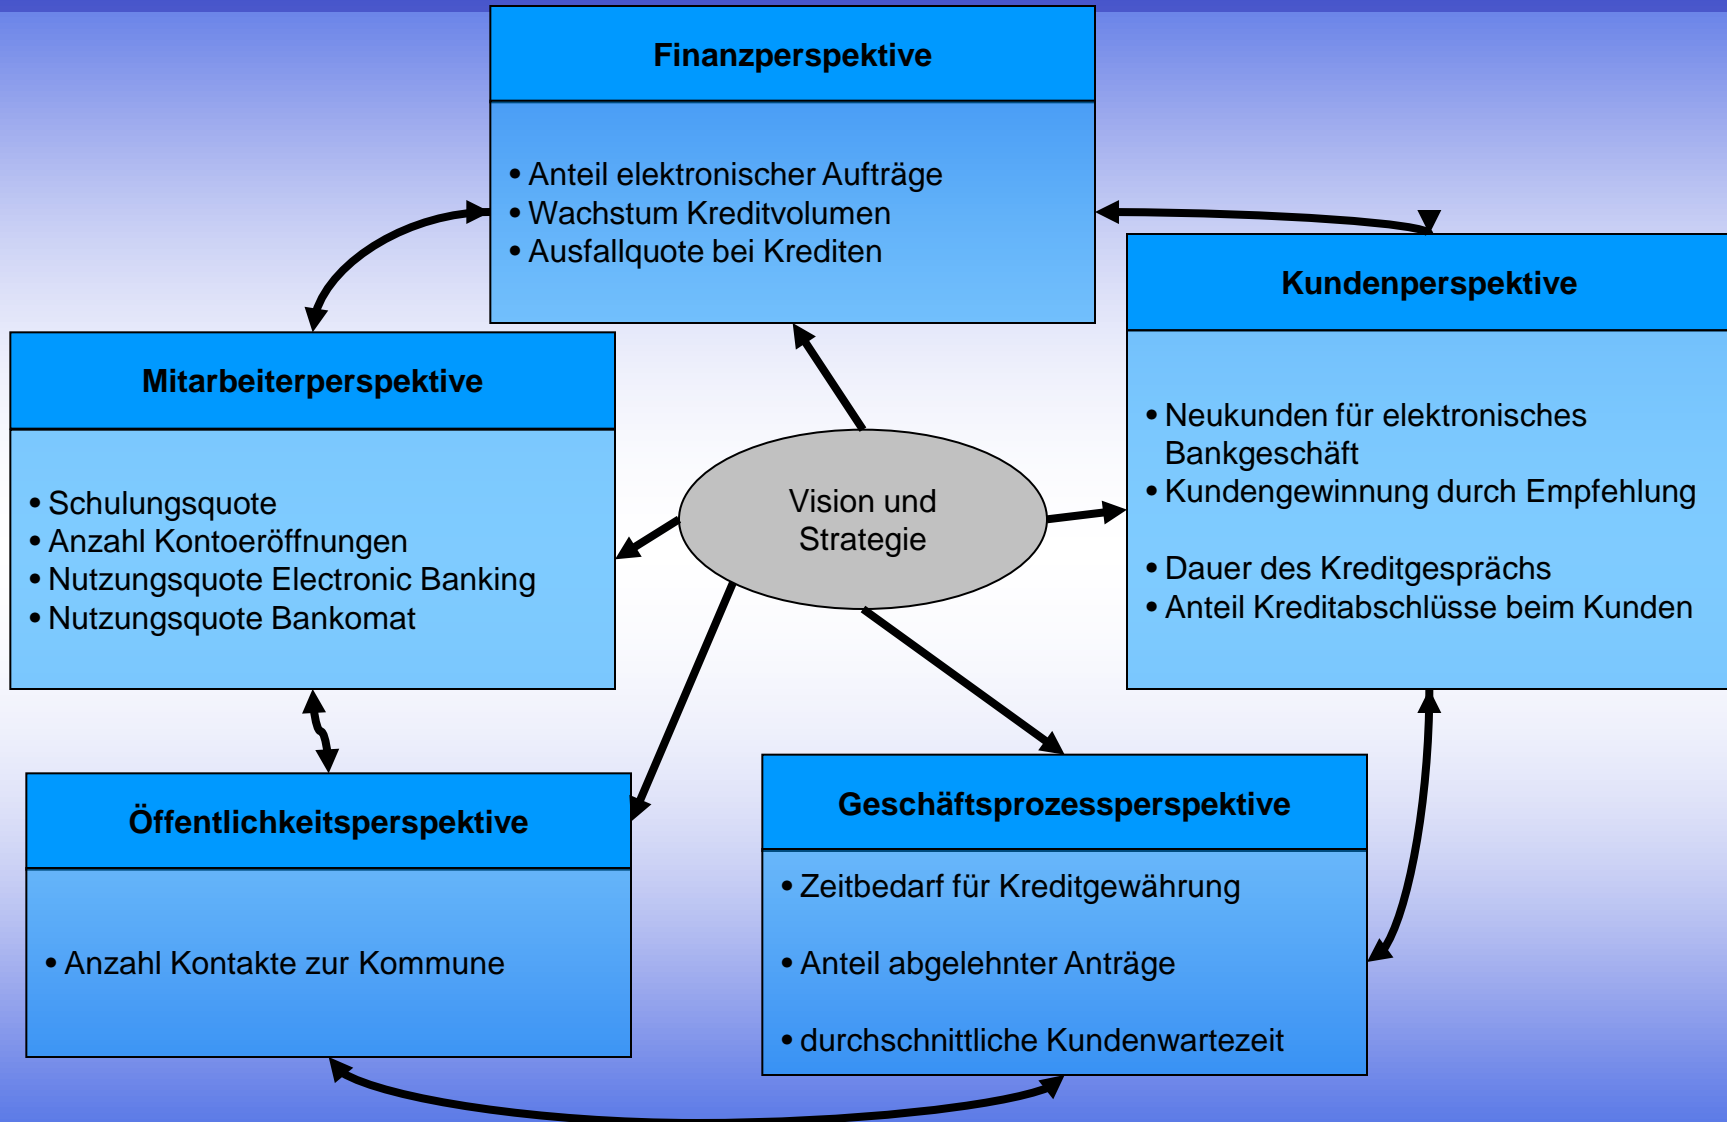 Finanzperspektive
• Anteil elektronischer Aufträge
• Wachstum Kreditvolumen
• Ausfallquote bei Krediten
Kundenperspektive
• Neukunden für elektronisches
Bankgeschäft
• Kundengewinnung durch Empfehlung
• Dauer des Kreditgesprächs
• Anteil Kreditabschlüsse beim Kunden
Mitarbeiterperspektive
• Schulungsquote
• Anzahl Kontoeröffnungen
• Nutzungsquote Electronic Banking
• Nutzungsquote Bankomat
Vision und
Strategie
Öffentlichkeitsperspektive
• Anzahl Kontakte zur Kommune
Geschäftsprozessperspektive
• Zeitbedarf für Kreditgewährung
• Anteil abgelehnter Anträge
• durchschnittliche Kundenwartezeit